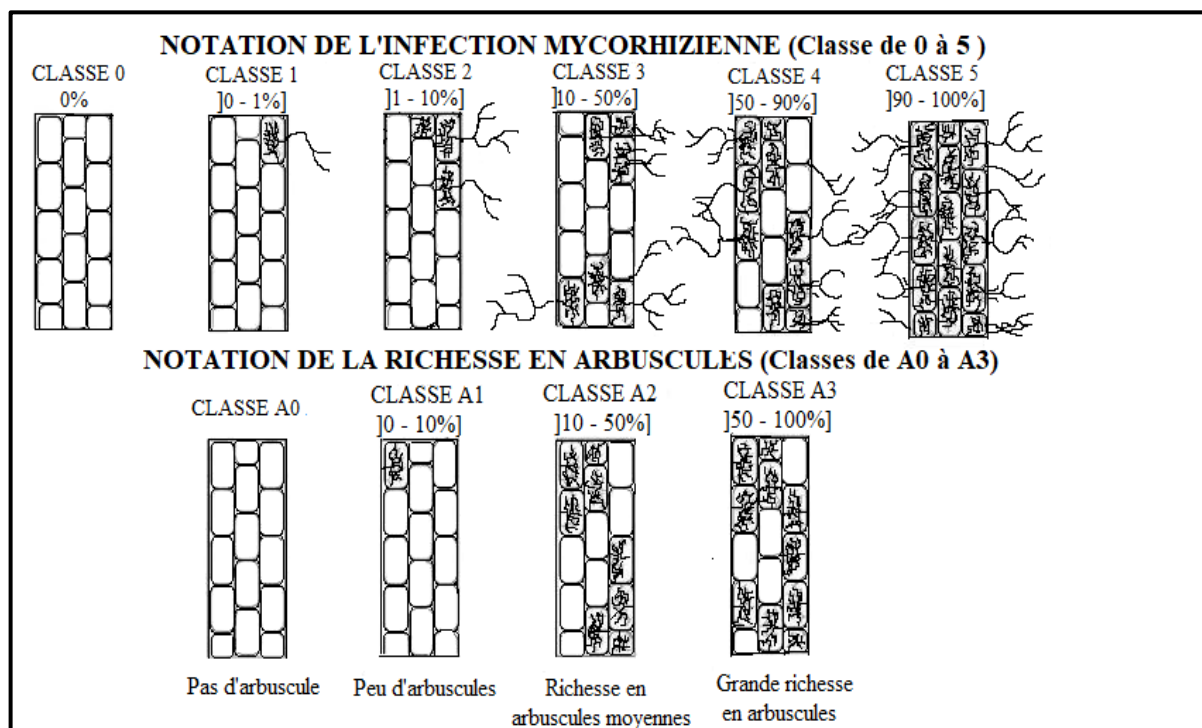 NOTATION DE L'INFECTION MYCORHIZIENNE (Classe de 0 à 5 )
CLASSE 0
0%
CLASSE 1
]0 - 1%]
CLASSE 2
]1 - 10%]
CLASSE 3
]10 - 50%]
CLASSE 4
]50 - 90%]
CLASSE 5
]90 - 100%]
NOTATION DE LA RICHESSE EN ARBUSCULES (Classes de A0 à A3)
CLASSE A0
CLASSE A1
]0 - 10%]
CLASSE A2
]10 - 50%]
CLASSE A3
]50 - 100%]
Pas d'arbuscule
Peu d'arbuscules
Richesse en
arbuscules moyennes
Grande richesse
en arbuscules